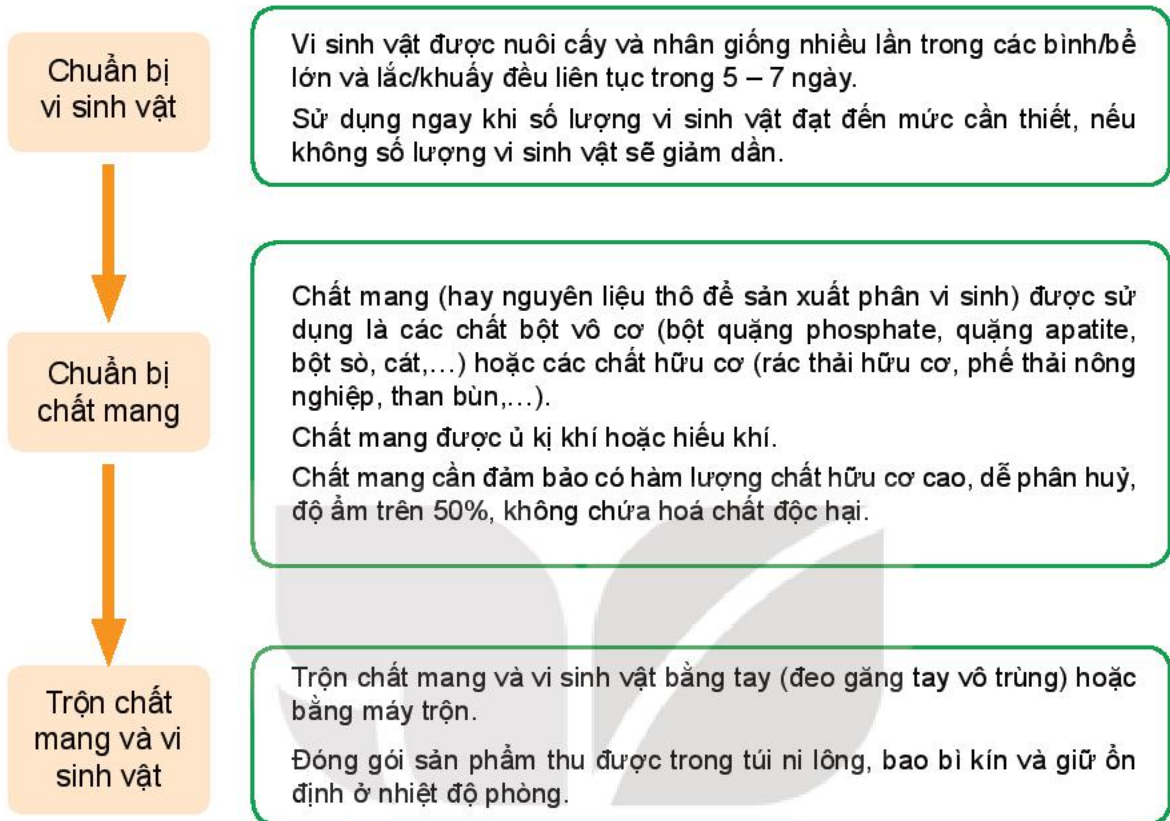 Chuẩn bị
vi sinh vật
Vi sinh vật được nuôi cấy và nhân giống nhiều lần trong các bình/bể
lớn và lắc/khuấy đều liên tục trong 5 – 7 ngày.
Sử dụng ngay khi số lượng vi sinh vật đạt đến mức cần thiết, nếu
không số lượng vi sinh vật sẽ giảm dần.
Chuẩn bị
chất mang
Chất mang (hay nguyên liệu thô để sản xuất phân vi sinh) được sử
dụng là các chất bột vô cơ (bột quặng phosphate, quặng apatite,
bột sò, cát,...) hoặc các chất hữu cơ (rác thải hữu cơ, phế thải nông
nghiệp, than bùn,...).
Chất mang được ủ kị khí hoặc hiếu khí.
Chất mang cần đảm bảo có hàm lượng chất hữu cơ cao, dễ phân huỷ,
độ ẩm trên 50%, không chứa hoá chất độc hại.
Trộn chất
mang và vi
sinh vật
Trộn chất mang và vi sinh vật bằng tay (đeo găng tay vô trùng) hoặc
bằng máy trộn.
Đóng gói sản phẩm thu được trong túi ni lông, bao bì kín và giữ ổn
định ở nhiệt độ phòng.